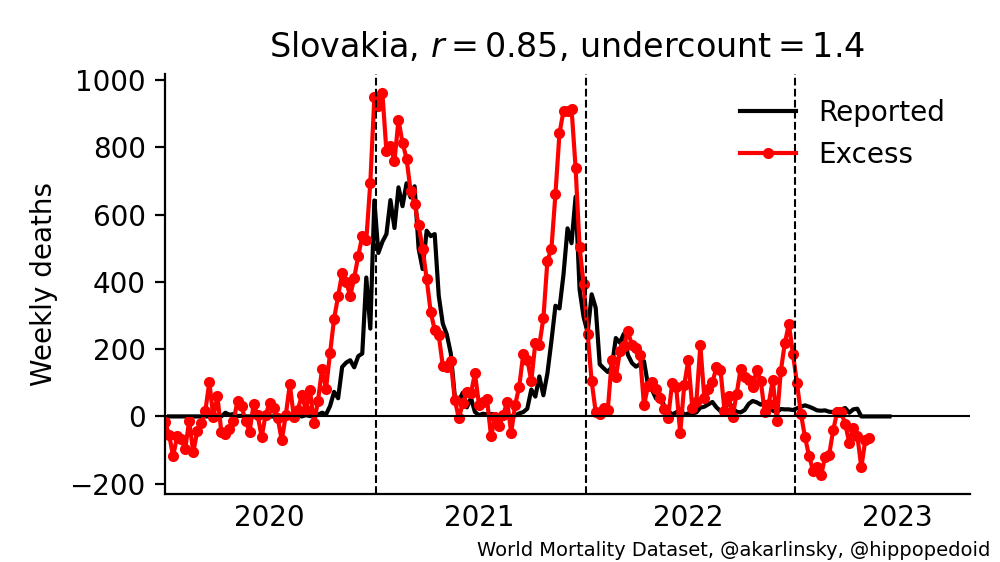 Slovakia, r = 0.85, undercount = 1.4
1000
800
600
400
200
0
−200
Weekly deaths
Reported
Excess
2020 2021 2022 2023
World Mortality Dataset, @akarlinsky, @hippopedoid